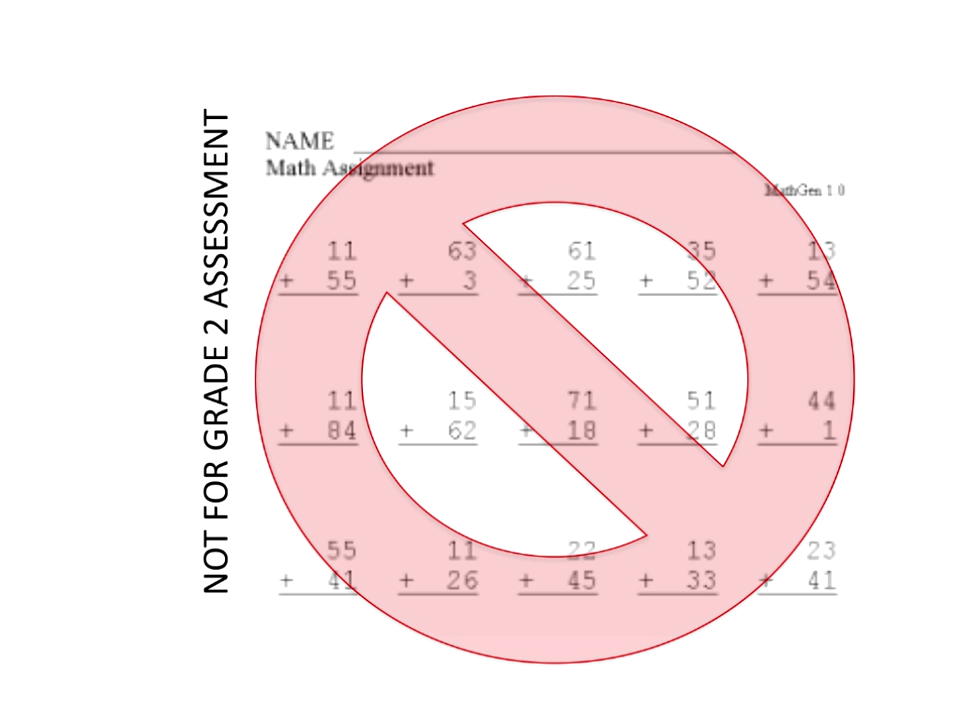 NOT FOR GRADE 2 ASSESSMENT
NAME
Math Assignment
MathGen 1 0
11 63 61 35 13
+ 55 + 3 + 25 + 52 + 54
11 15 71 51 44
+ 84 + 62 + 18 + 28 + 1
55 11 22 13 23
+ 41 + 26 + 45 + 33 + 41